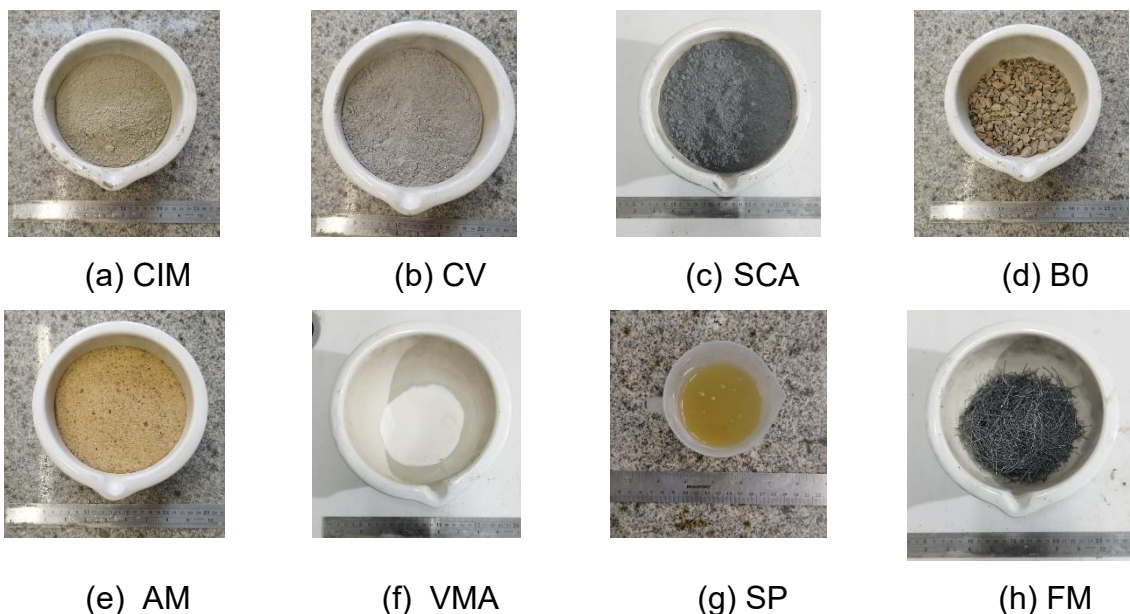 (a) CIM
(b) CV
(c) SCA
(d) B0
(e) AM
(f) VMA
(g) SP
(h) FM